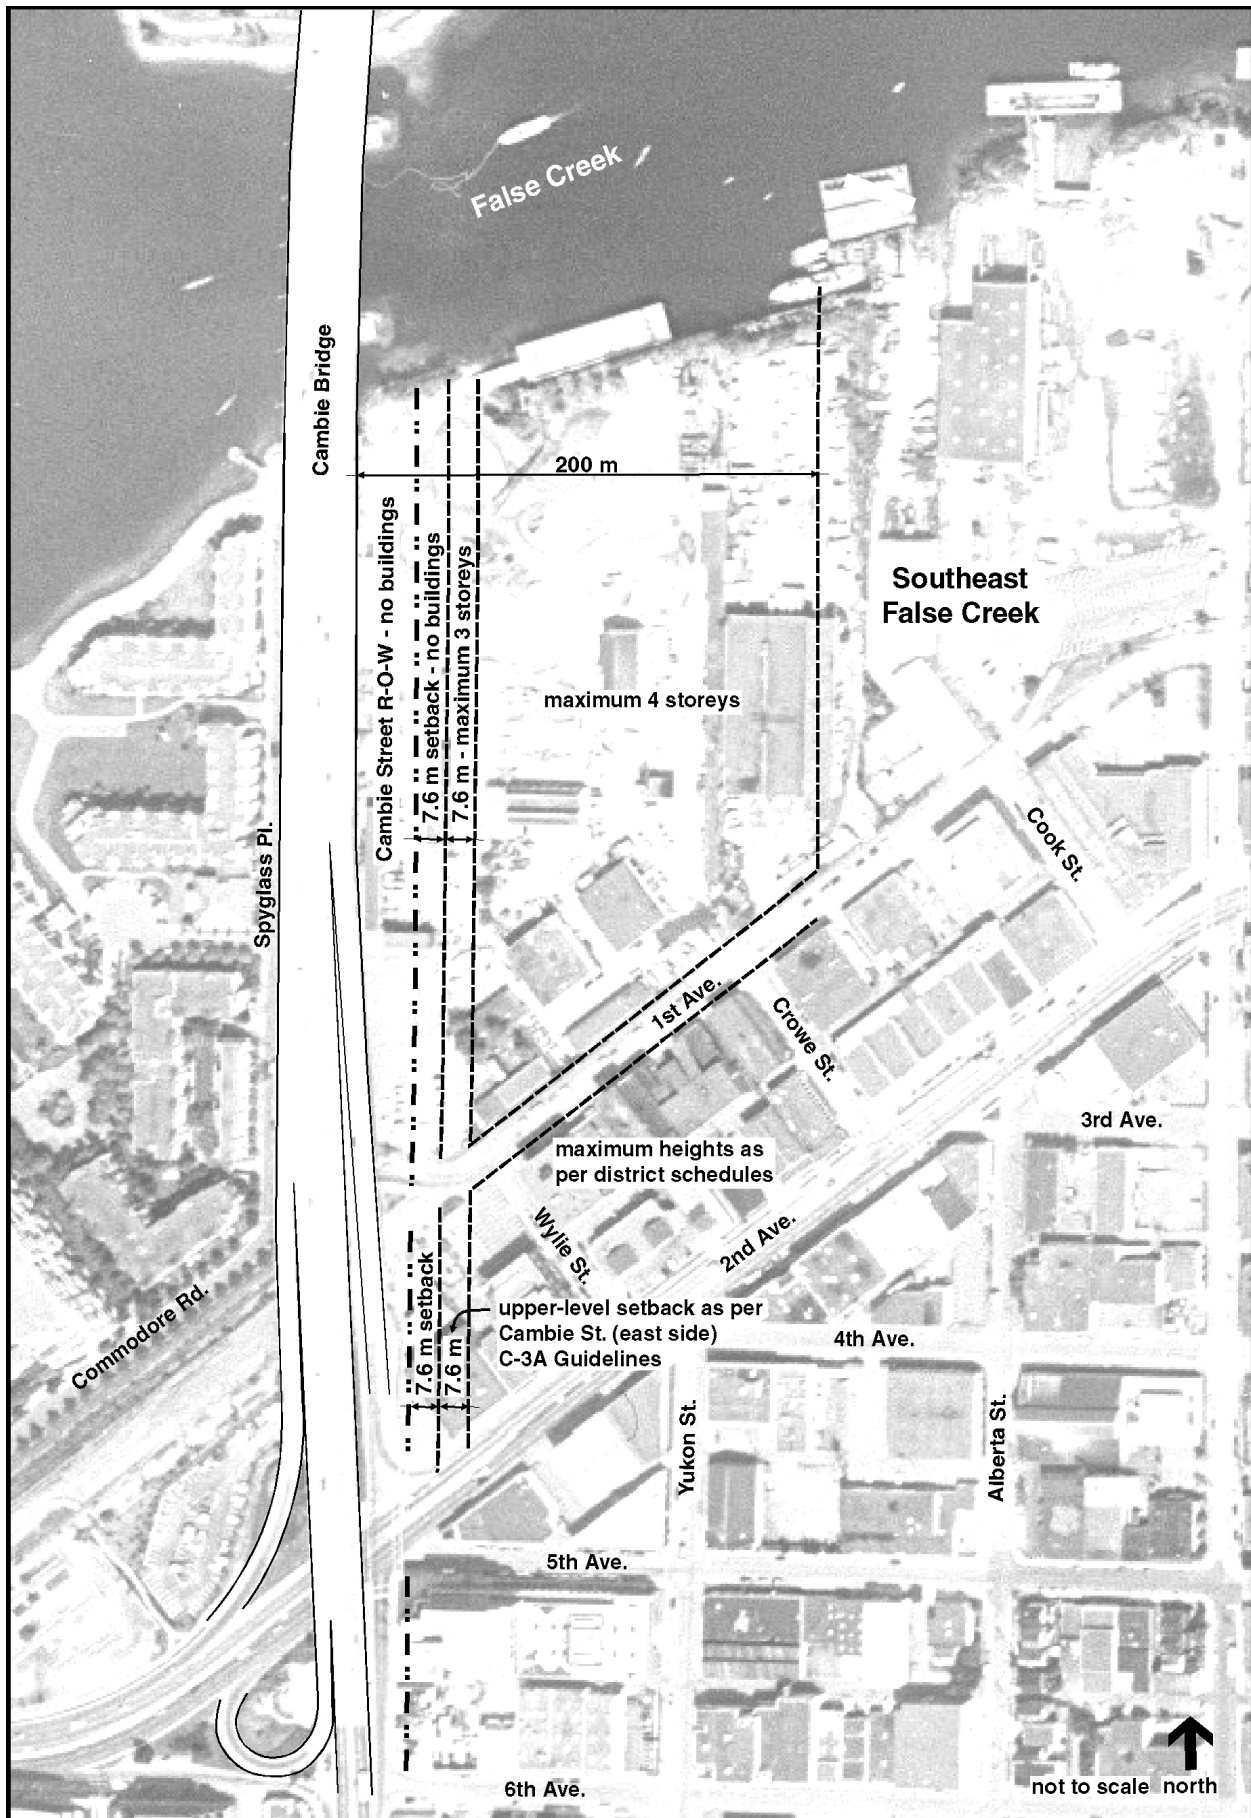 False Creek
Cambie Bridge
200 m
Cambie Street R-O-W - no buildings
7.6 m setback - no buildings
7.6 m - maximum 3 storeys
Southeast
False Creek
maximum 4 storeys
Cook St.
Spyglass Pl.
1st Ave.
Crowe St.
3rd Ave.
maximum heights as
per district schedules
Wylie St.
2nd Ave.
Commodore Rd.
7.6 m setback
7.6 m
upper-level setback as per
Cambie St. (east side)
C-3A Guidelines
4th Ave.
Yukon St.
Alberta St.
5th Ave.
6th Ave.
not to scale
north